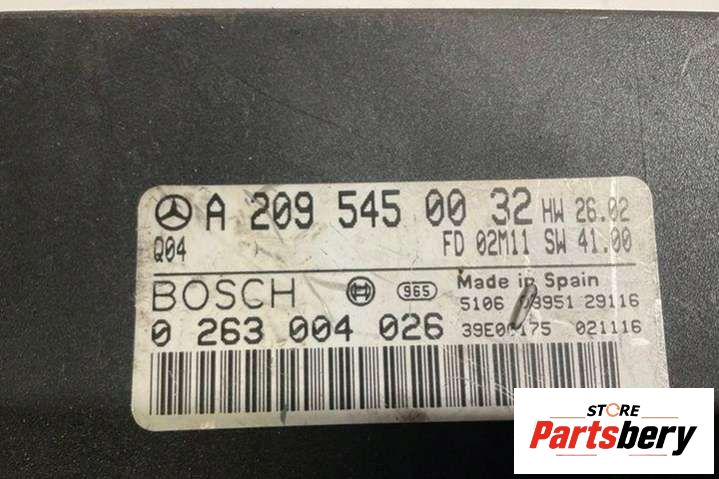 A 209 545 00 32 HW 26.02
Q04 FD 02M11 SW 41.00
BOSCH 965 Made in Spain
5106 29116
0 263 004 026 021116
STORE
Partsbery